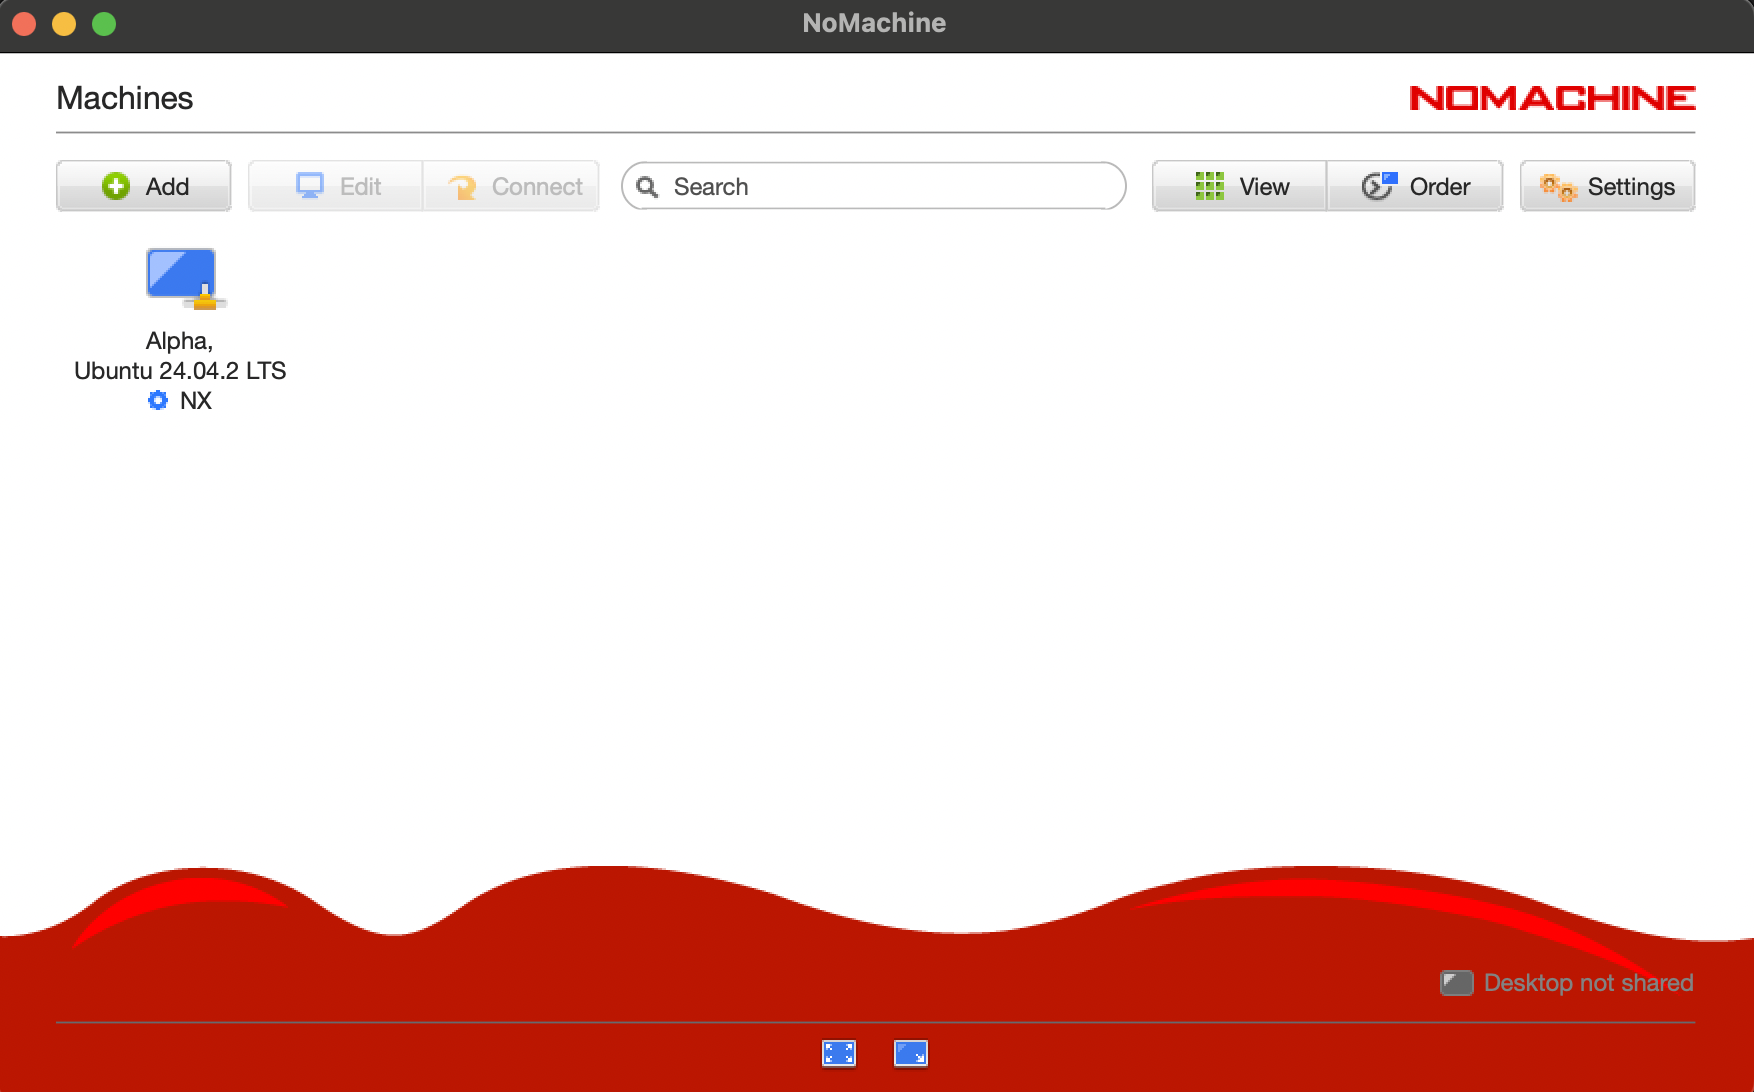 NoMachine
Machines
NOMACHINE
Add
Edit
Connect
Search
View
Order
Settings
Alpha,
Ubuntu 24.04.2 LTS
NX
Desktop not shared